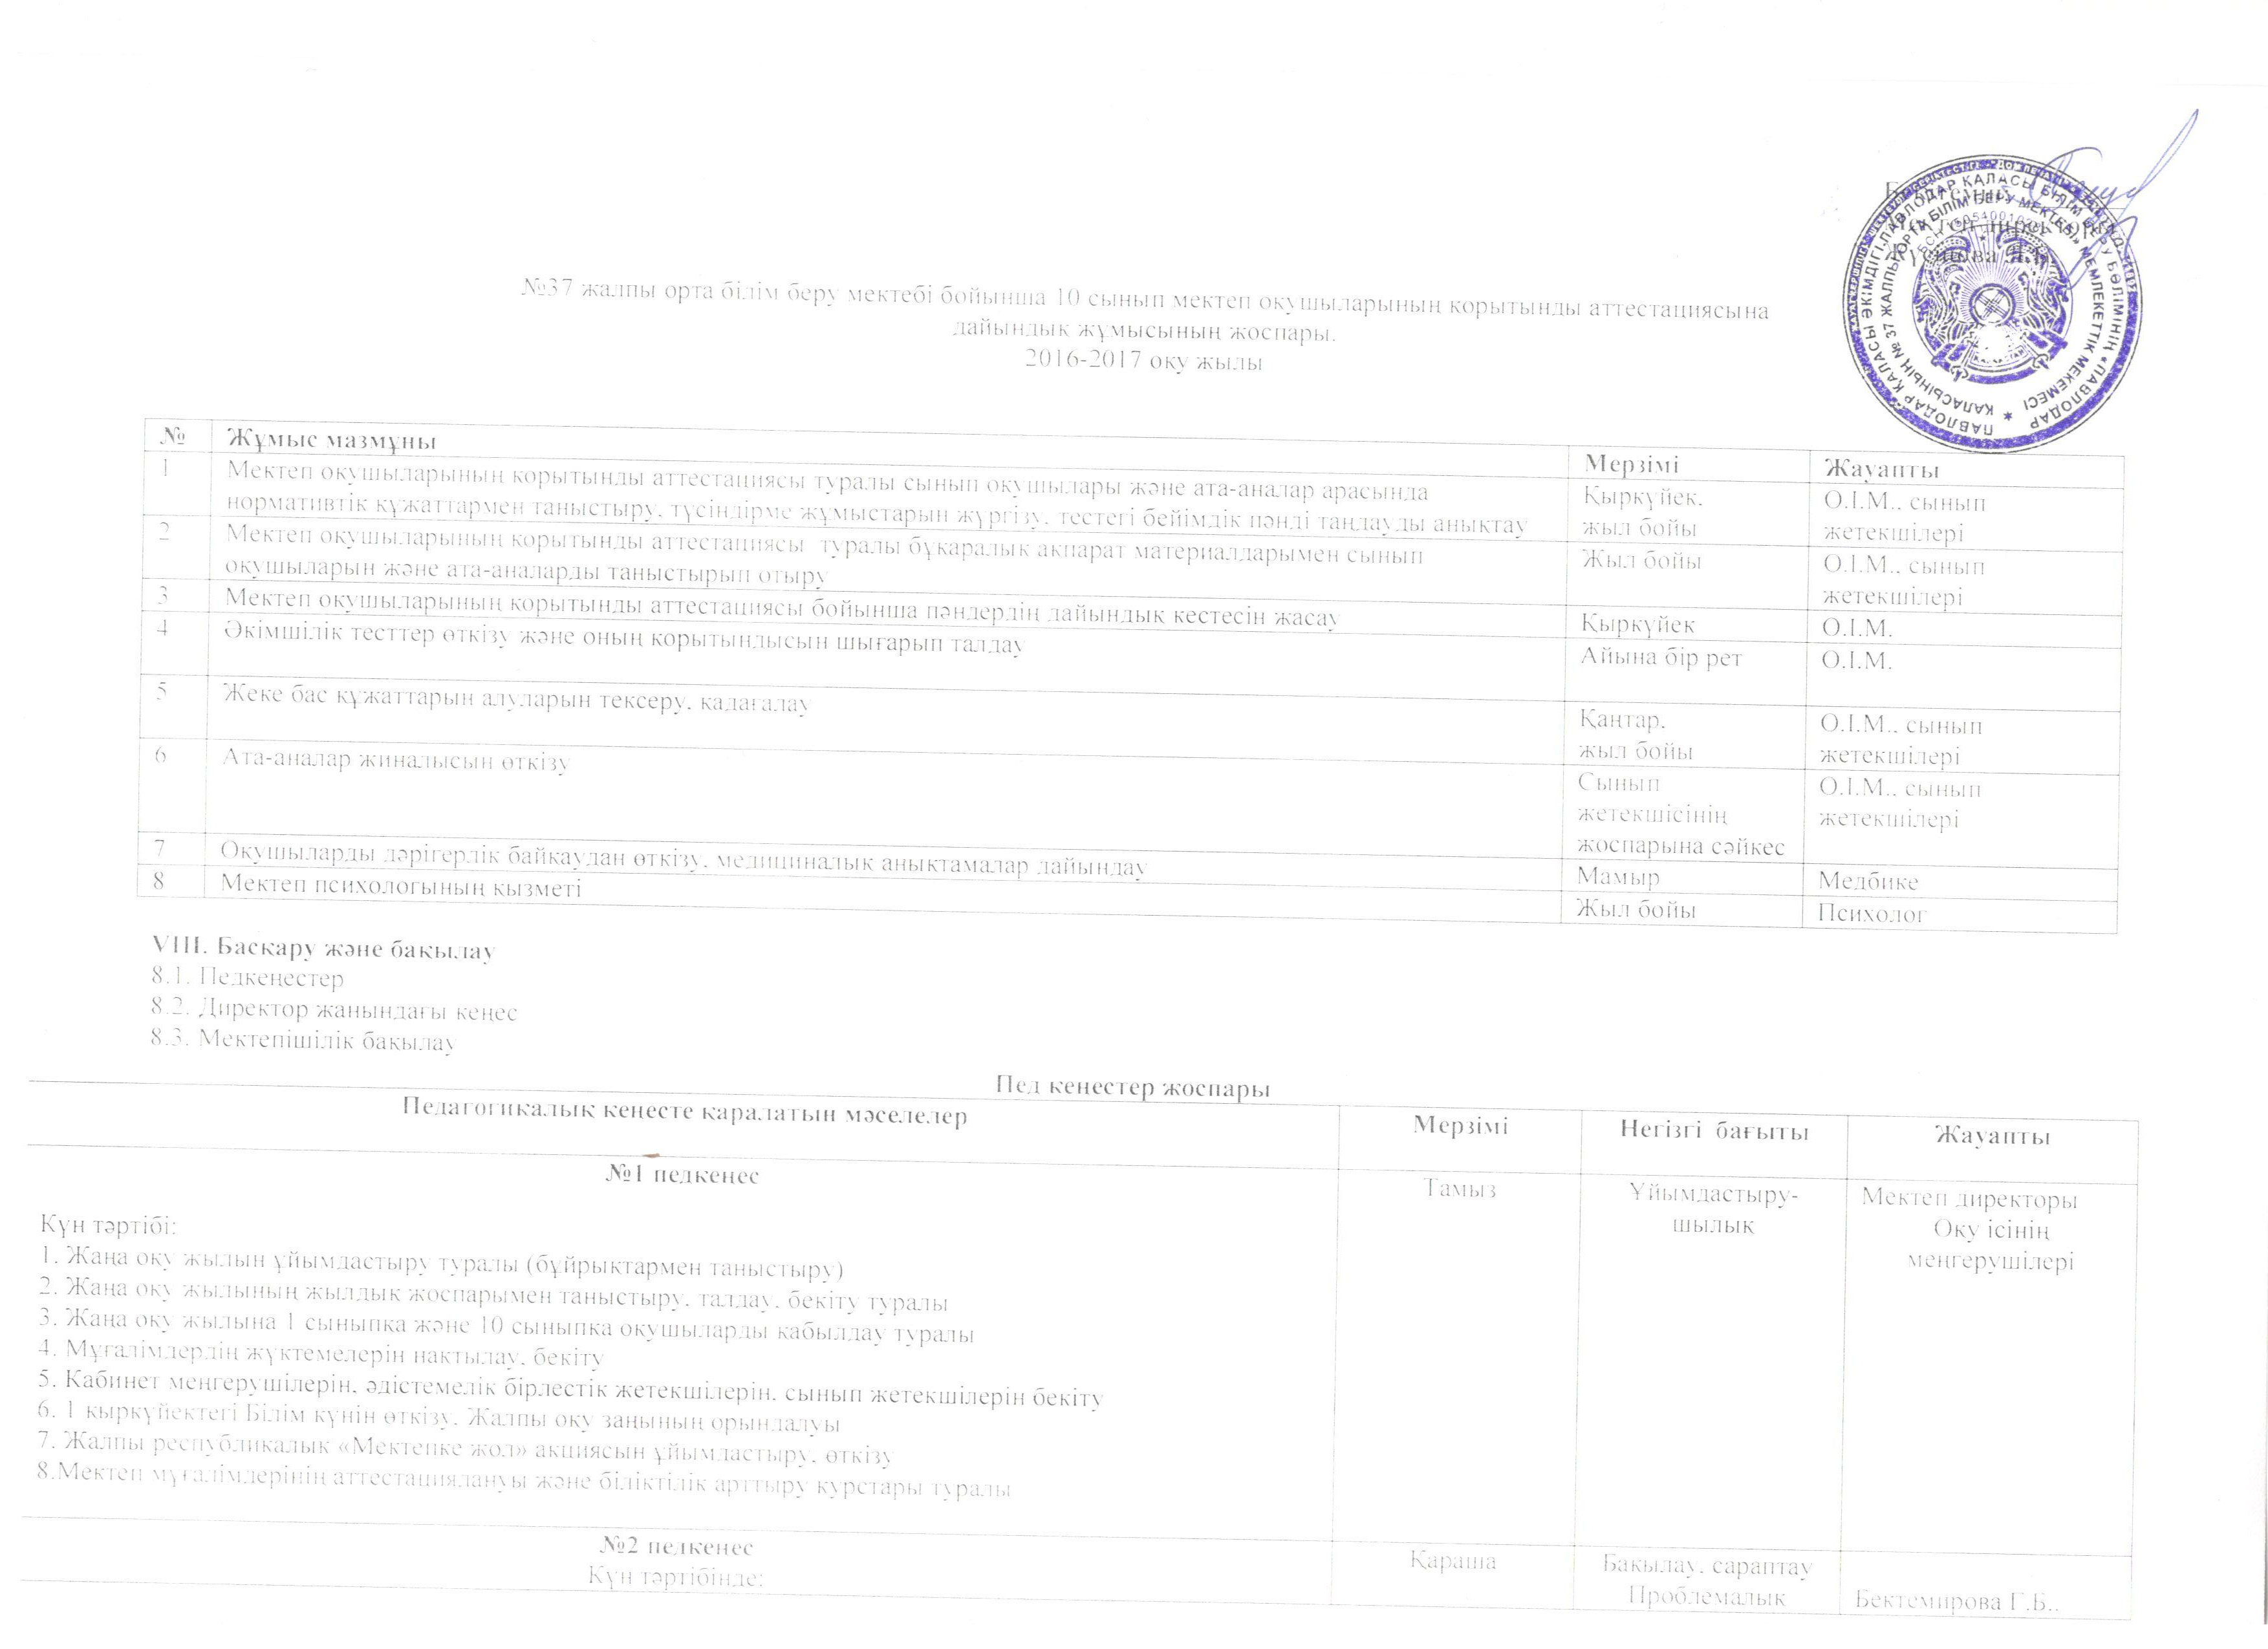 Бекітемін
Мектеп директоры
№37 жалпы орта білім беру мектебі бойынша 10 сынып мектеп оқушыларының қорытынды аттестациясына
дайындық жұмысының жоспары.
2016-2017 оқу жылы
№ Жұмыс мазмұны Мерзімі Жауапты
1 Мектеп оқушыларының қорытынды аттестациясы туралы сынып оқушылары және ата-аналар арасында Қыркүйек. О.І.М., сынып
нормативтік құжаттармен таныстыру, түсіндірме жұмыстарын жүргізу, тестегі бейімдік пәнді таңдауды анықтау жыл бойы жетекшілері
2 Мектеп оқушыларының қорытынды аттестациясы туралы бұқаралық ақпарат материалдарымен сынып Жыл бойы О.І.М., сынып
оқушыларын және ата-аналарды таныстырып отыру жетекшілері
3 Мектеп оқушыларының қорытынды аттестациясы бойынша пәндердің дайындық кестесін жасау Қыркүйек О.І.М.
4 Әкімшілік тесттер өткізу және оның қорытындысын шығарып талдау Айына бір рет О.І.М.
5 Жеке бас құжаттарын алуларын тексеру, қадағалау Қаңтар, О.І.М., сынып
жыл бойы жетекшілері
6 Ата-аналар жиналысын өткізу Сынып О.І.М., сынып
жетекшісінің жетекшілері
жоспарына сәйкес
7 Оқушыларды дәрігерлік байқаудан өткізу, медициналық анықтамалар дайындау Мамыр Медбике
8 Мектеп психологының қызметі Жыл бойы Психолог
VIII. Басқару және бақылау
8.1. Педкеңестер
8.2. Директор жанындағы кеңес
8.3. Мектепішілік бақылау
Пед кеңестер жоспары
Педагогикалық кеңесте қаралатын мәселелер Мерзімі Негізгі бағыты Жауапты
№1 педкеңес Тамыз Ұйымдастыру- Мектеп директоры
шылық Оқу ісінің
меңгерушілері
Күн тәртібі:
1. Жаңа оқу жылын ұйымдастыру туралы (бұйрықтармен таныстыру)
2. Жаңа оқу жылының жылдық жоспарымен таныстыру, талдау, бекіту туралы
3. Жаңа оқу жылына 1 сыныпқа және 10 сыныпқа оқушыларды қабылдау туралы
4. Мұғалімдердің жүктемелерін нақтылау, бекіту
5. Кабинет меңгерушілерін, әдістемелік бірлестік жетекшілерін, сынып жетекшілерін бекіту
6. 1 қыркүйектегі Білім күнін өткізу. Жалпы оқу заңының орындалуы
7. Жалпы республикалық «Мектепке жол» акциясын ұйымдастыру, өткізу
8.Мектеп мұғалімдерінің аттестациялануы және біліктілік арттыру курстары туралы
№2 педкеңес Қараша Бақылау, сараптау
Күн тәртібінде: Проблемалық Бектемирова Г.Б.,